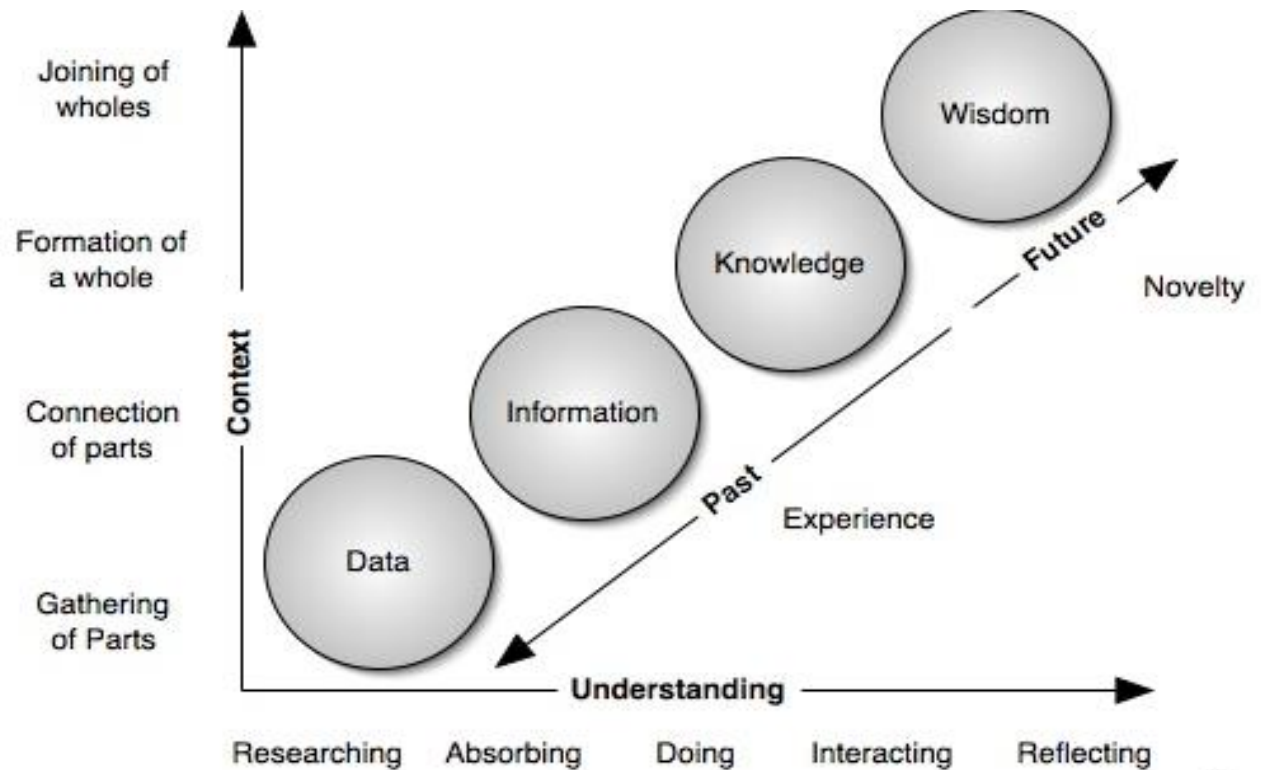 Joining of
wholes
Wisdom
Formation of
a whole
Knowledge
Future
Novelty
Context
Connection
of parts
Information
Past
Experience
Data
Gathering
of Parts
Understanding
Researching Absorbing Doing Interacting Reflecting